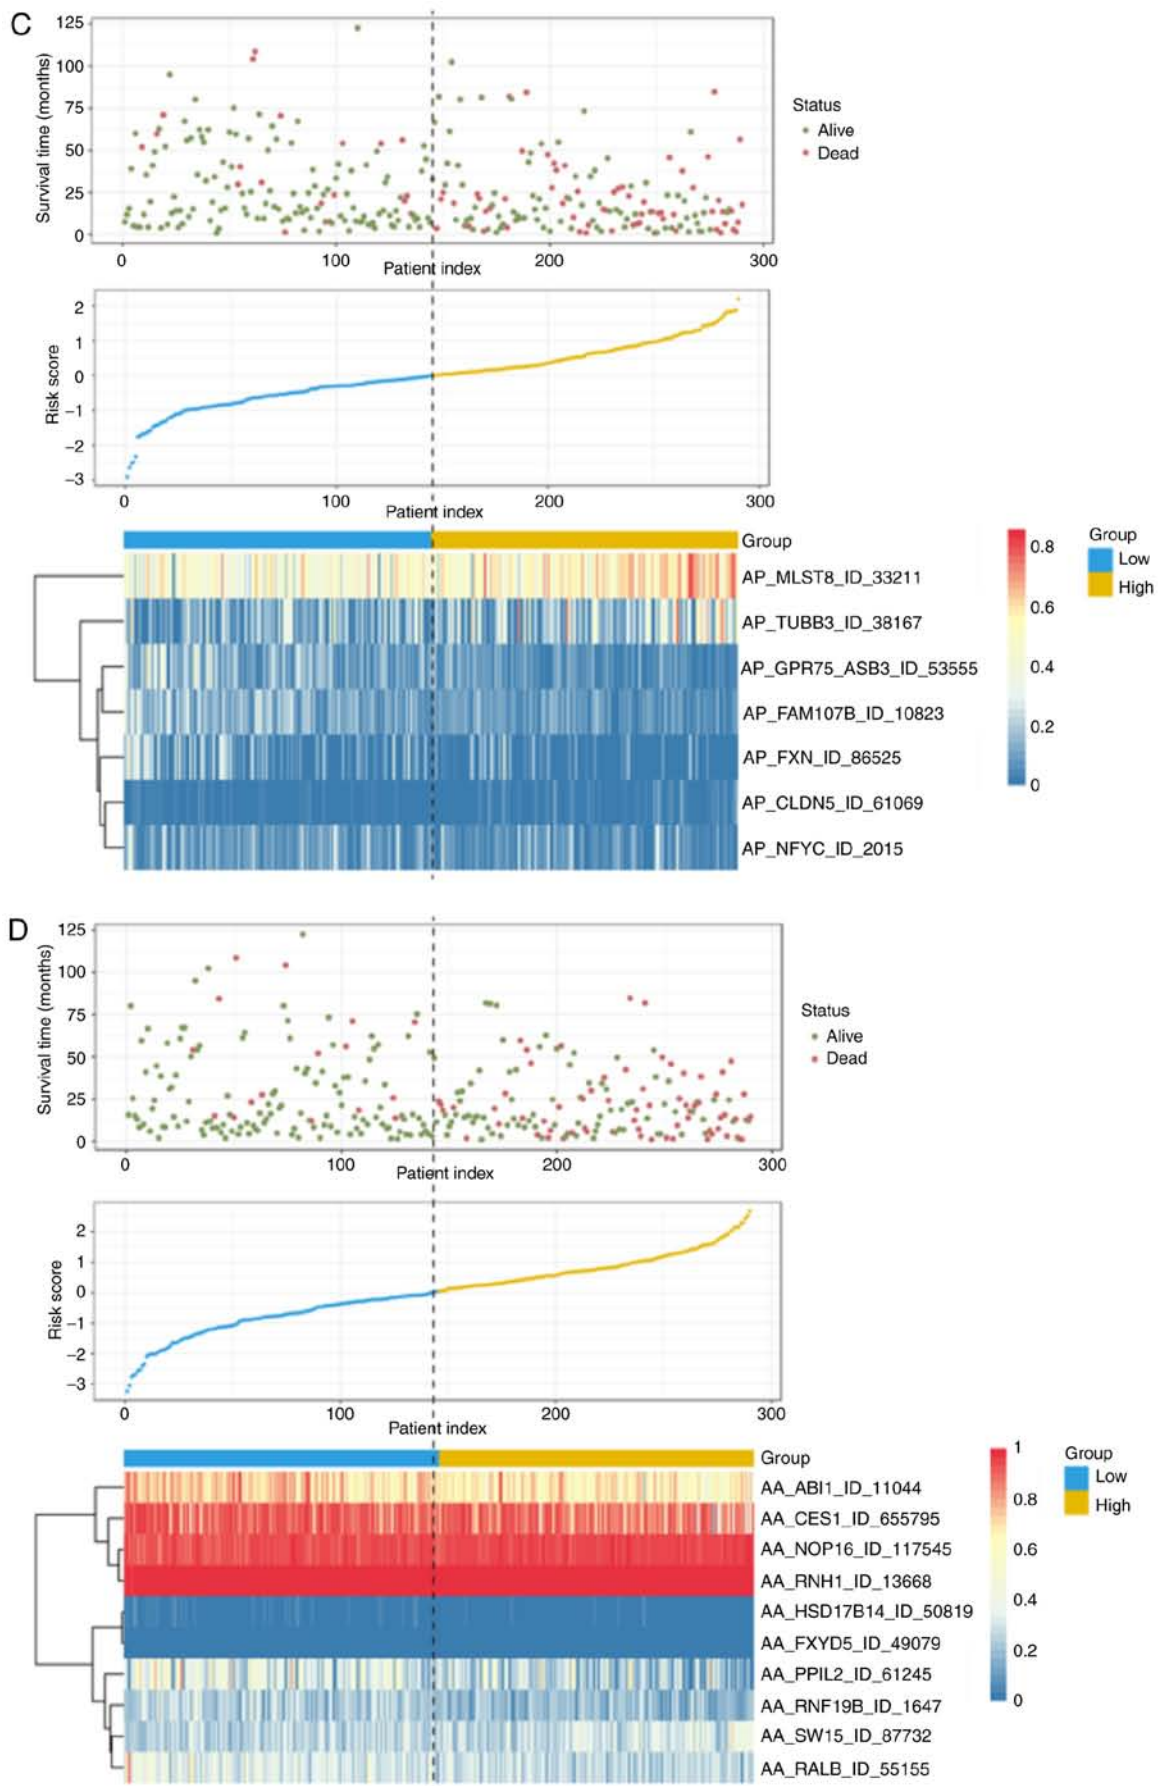 C
Survival time (months)
125
100
75
50
25
0
0
100
200
300
Patient index
Status
Alive
Dead
Risk score
2
1
0
−1
−2
−3
0
100
200
300
Patient index
Group
AP_MLST8_ID_33211
AP_TUBB3_ID_38167
AP_GPR75_ASB3_ID_53555
AP_FAM107B_ID_10823
AP_FXN_ID_86525
AP_CLDN5_ID_61069
AP_NFYC_ID_2015
0.8
0.6
0.4
0.2
0
Group
Low
High
D
Survival time (months)
125
100
75
50
25
0
0
100
200
300
Patient index
Status
Alive
Dead
Risk score
2
1
0
−1
−2
−3
0
100
200
300
Patient index
Group
AA_ABI1_ID_11044
AA_CES1_ID_655795
AA_NOP16_ID_117545
AA_RNH1_ID_13668
AA_HSD17B14_ID_50819
AA_FXYD5_ID_49079
AA_PPIL2_ID_61245
AA_RNF19B_ID_1647
AA_SW15_ID_87732
AA_RALB_ID_55155
1
0.8
0.6
0.4
0.2
0
Group
Low
High